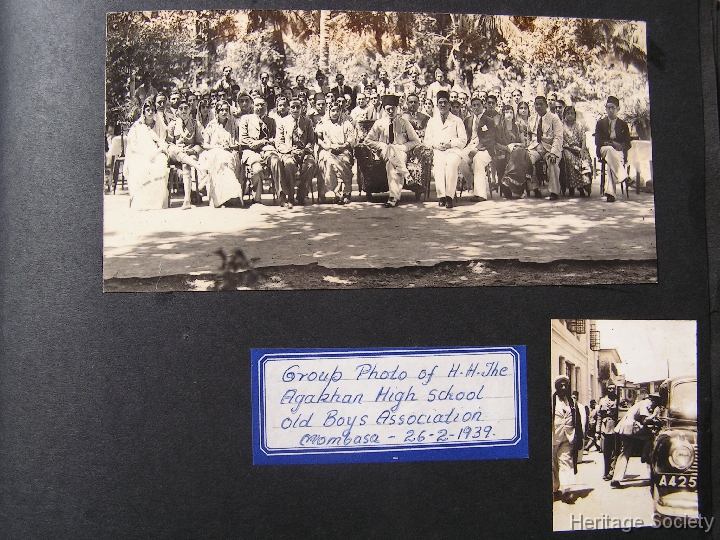 Group Photo of H.H.The
Agakhan High School
Old Boys Association
Mombasa - 26-2-1939.
A425
Heritage Society